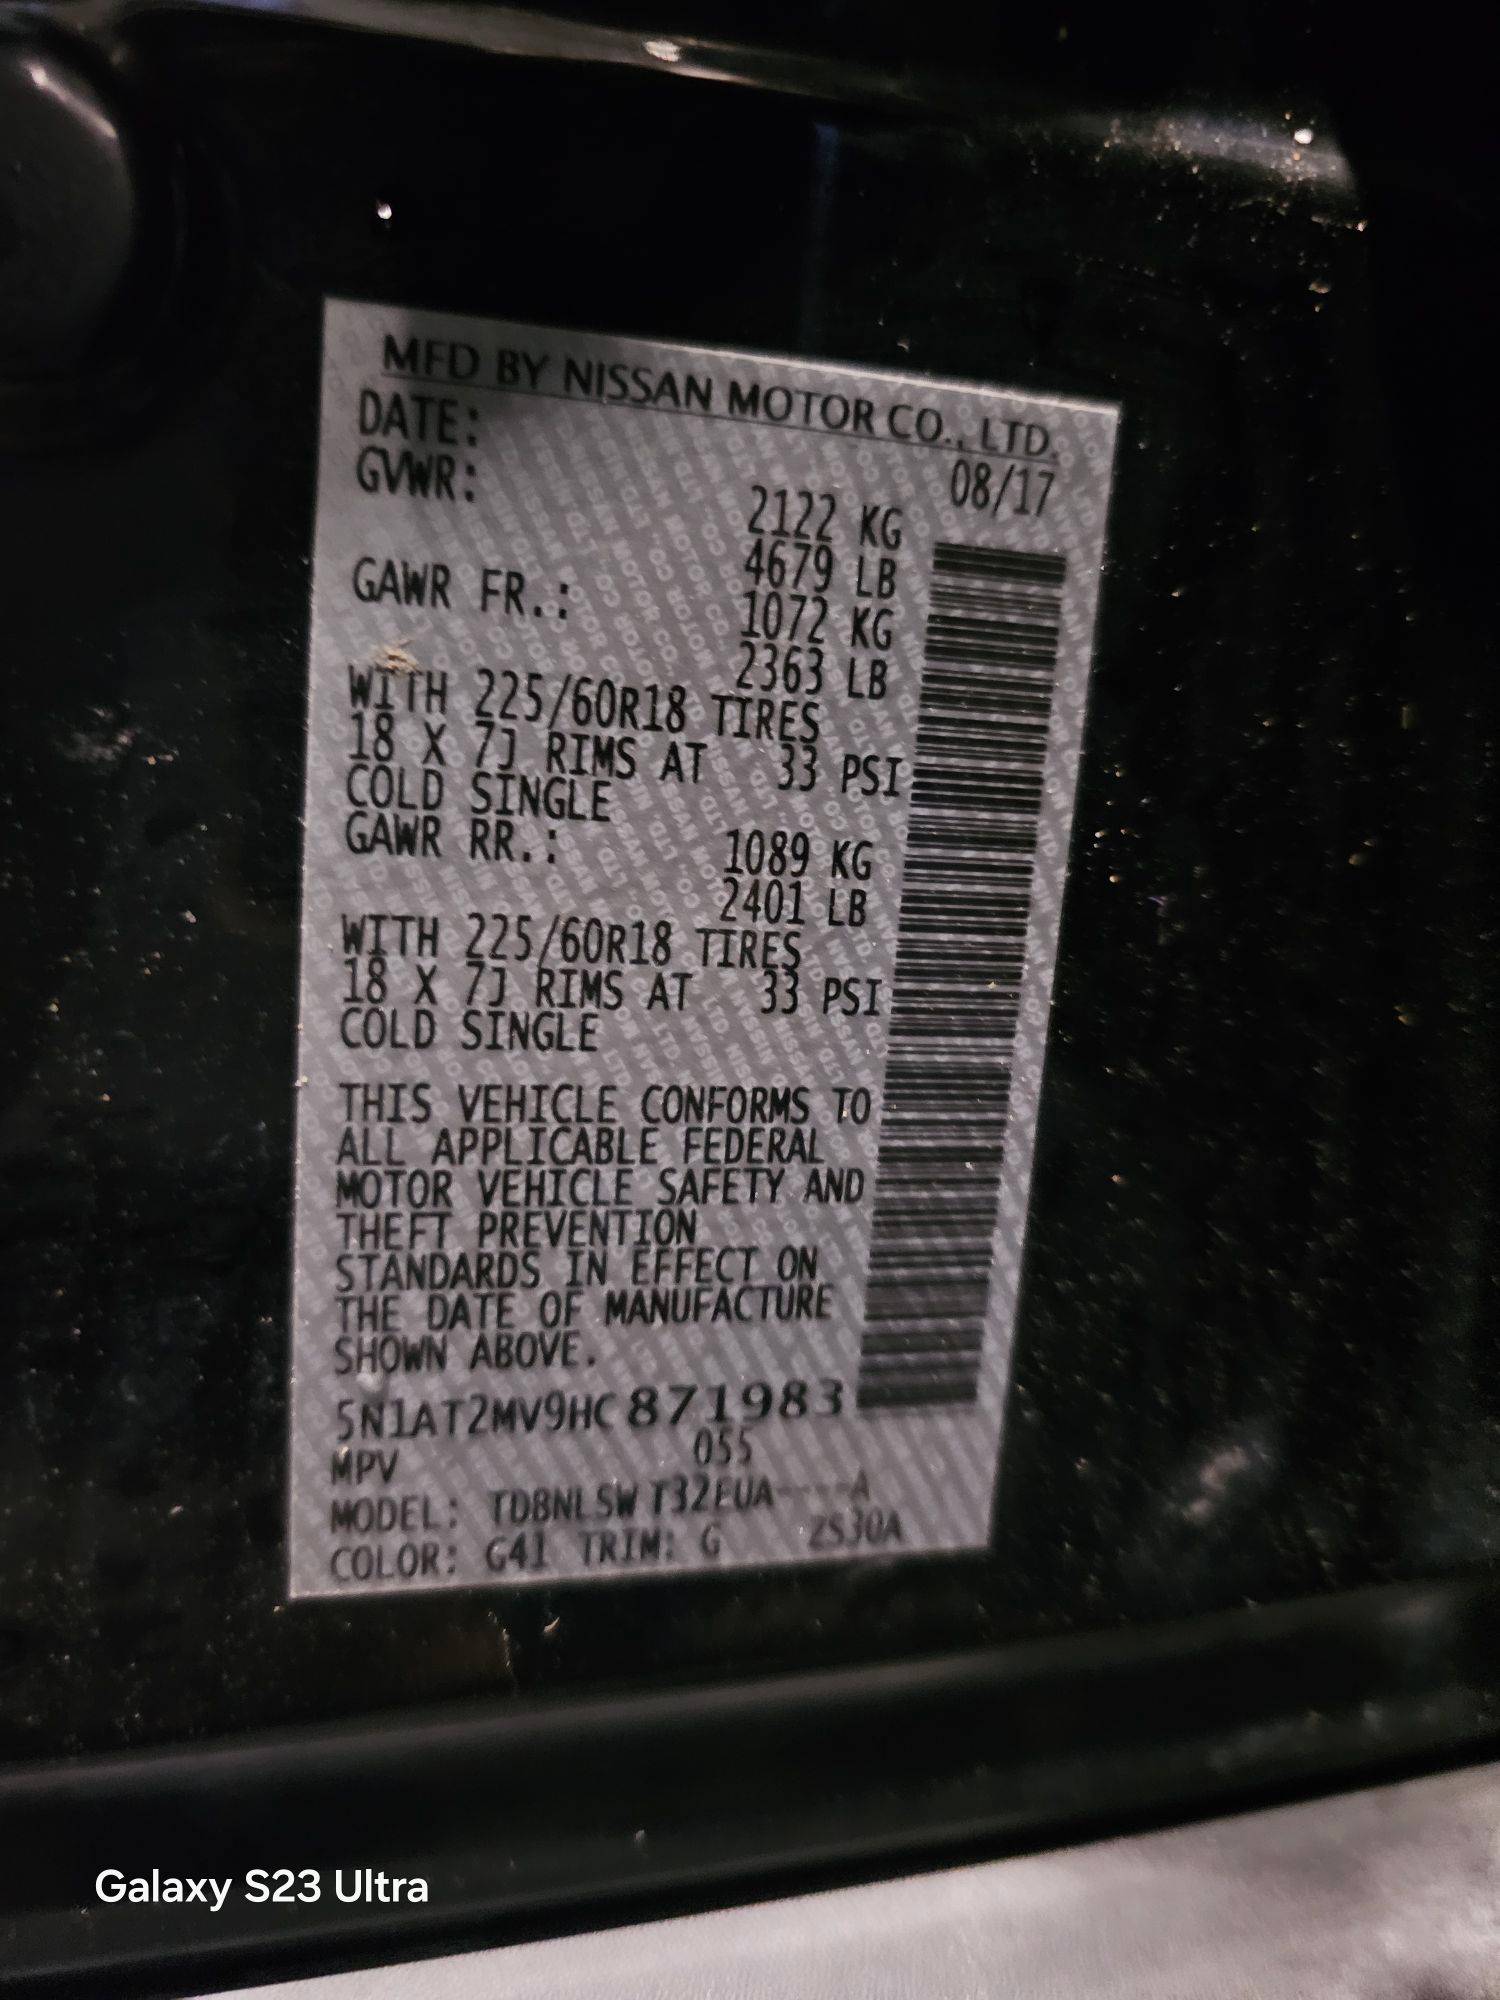 MFD BY NISSAN MOTOR CO., LTD.
DATE: 08/17
GVWR: 2122 KG
4679 LB
GAWR FR.: 1072 KG
2363 LB
WITH 225/60R18 TIRES
18 X 7J RIMS AT 33 PSI
COLD SINGLE
GAWR RR.: 1089 KG
2401 LB
WITH 225/60R18 TIRES
18 X 7J RIMS AT 33 PSI
COLD SINGLE
THIS VEHICLE CONFORMS TO
ALL APPLICABLE FEDERAL
MOTOR VEHICLE SAFETY AND
THEFT PREVENTION
STANDARDS IN EFFECT ON
THE DATE OF MANUFACTURE
SHOWN ABOVE.
5N1AT2MV9HC871983
MPV 055
MODEL: TDBNLSWT32EUA----A
COLOR: G41 TRIM: G 2S30A
Galaxy S23 Ultra